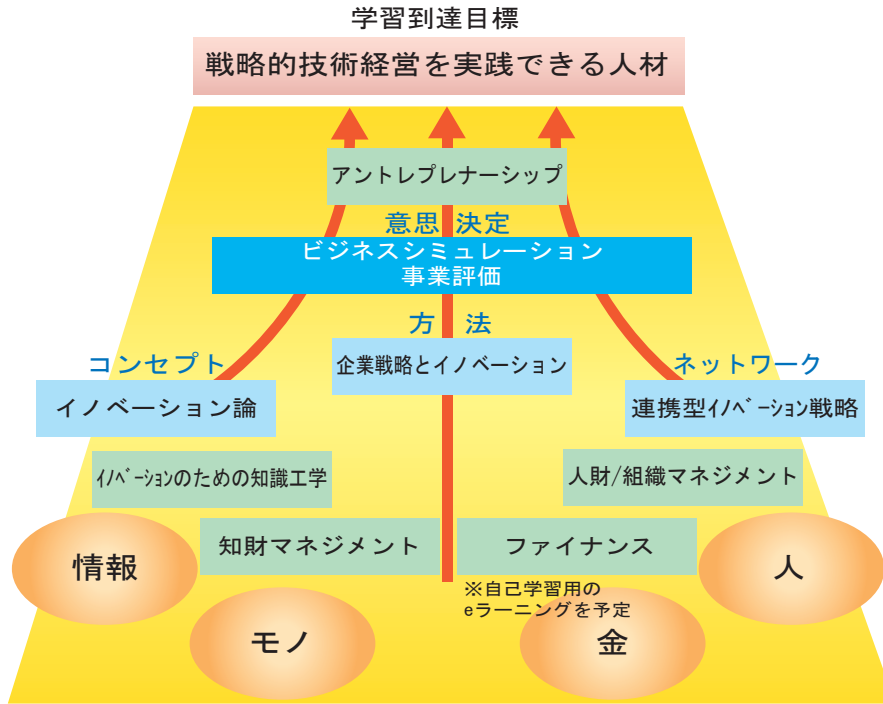 学習到達目標
戦略的技術経営を実践できる人材
アントレプレナーシップ
意思決定
ビジネスシミュレーション
事業評価
方法
企業戦略とイノベーション
コンセプト
イノベーション論
ネットワーク
連携型ｲﾉﾍﾞｰｼｮﾝ戦略
ｲﾉﾍﾞｰｼｮﾝのための知識工学
人財/組織マネジメント
知財マネジメント
ファイナンス
※自己学習用の
eラーニングを予定
情報
人
モノ
金